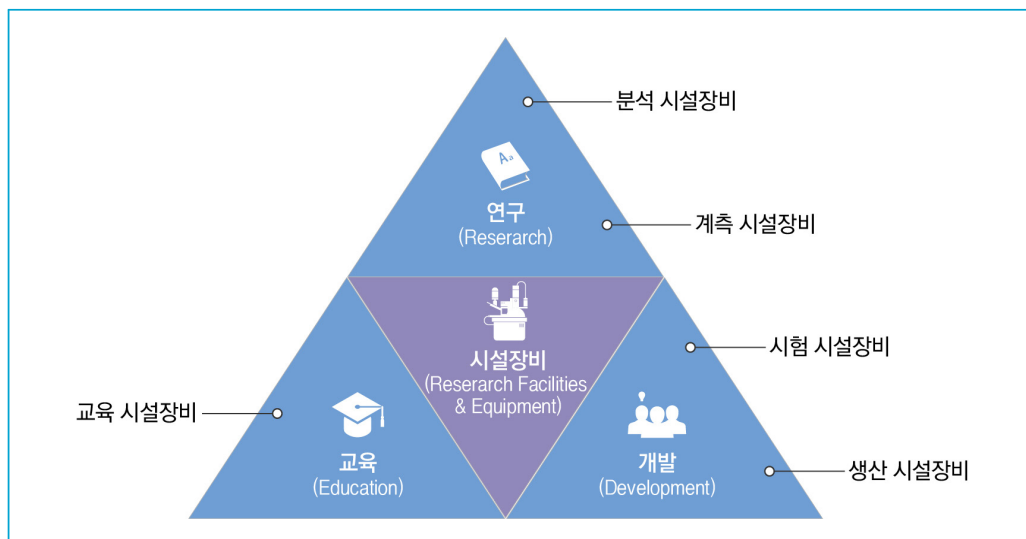 분석 시설장비
Aa
연구
(Reserarch)
계측 시설장비
시설장비
(Reserarch Facilities
& Equipment)
시험 시설장비
교육 시설장비
교육
(Education)
개발
(Development)
생산 시설장비